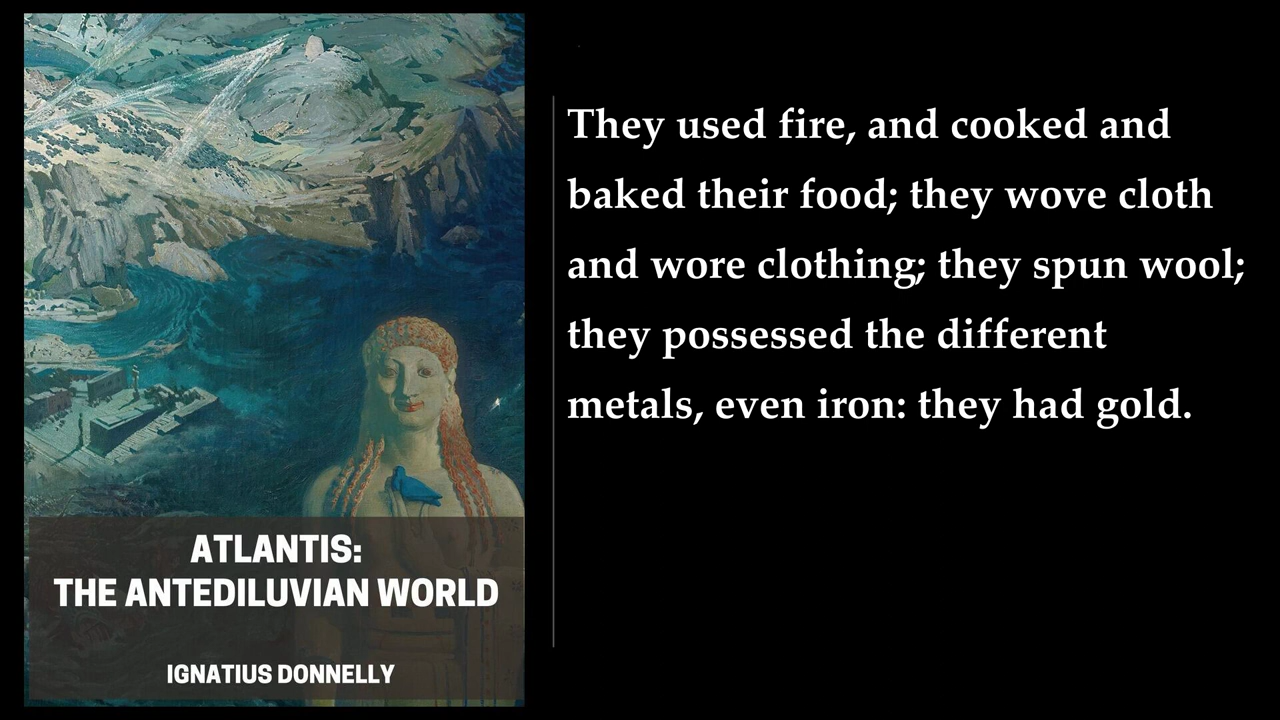 ATLANTIS:
THE ANTEDILUVIAN WORLD
IGNATIUS DONNELLY
They used fire, and cooked and
baked their food; they wove cloth
and wore clothing; they spun wool;
they possessed the different
metals, even iron: they had gold.